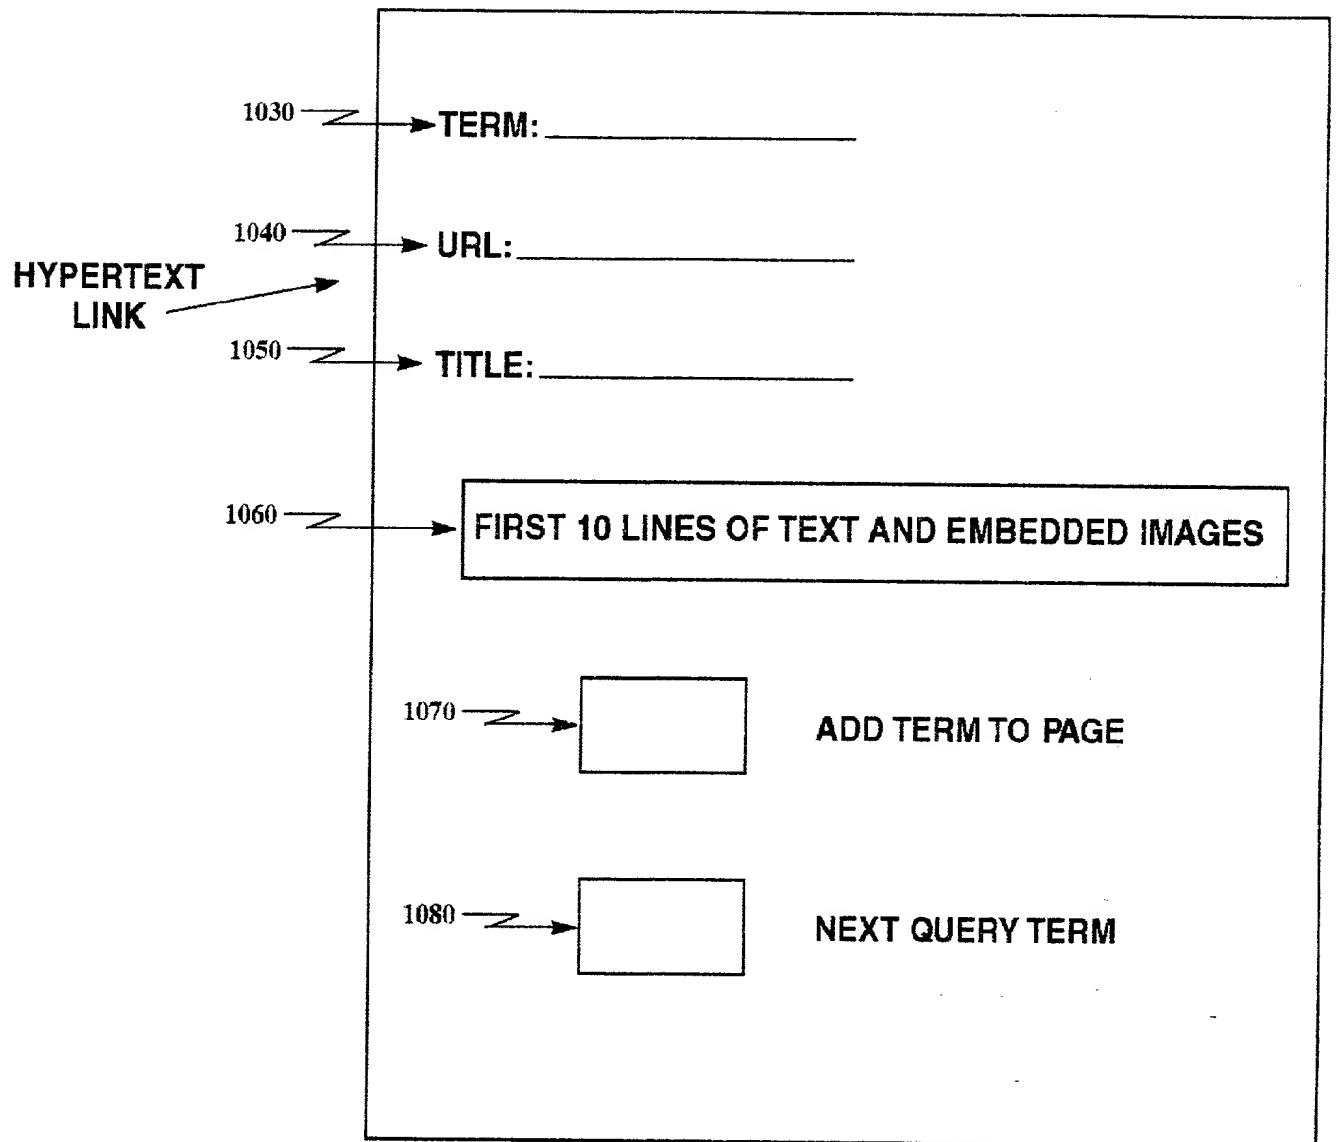 1030 TERM:
1040 URL:
HYPERTEXT
LINK
1050 TITLE:
1060 FIRST 10 LINES OF TEXT AND EMBEDDED IMAGES
1070 ADD TERM TO PAGE
1080 NEXT QUERY TERM